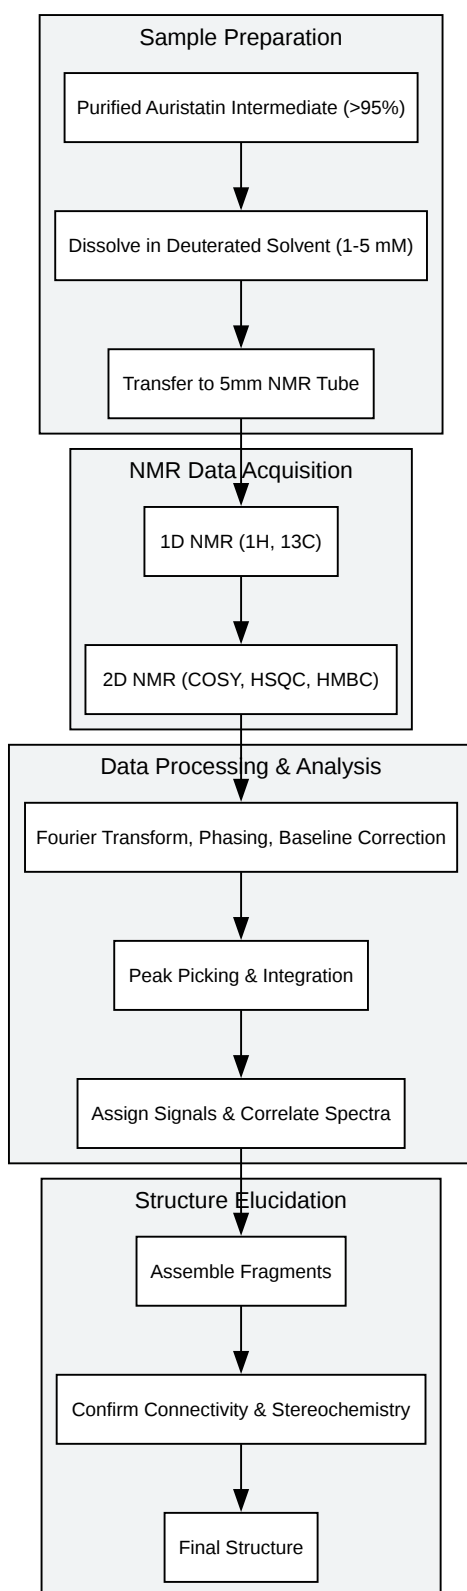 Sample Preparation
Purified Auristatin Intermediate (>95%)
Dissolve in Deuterated Solvent (1-5 mM)
Transfer to 5mm NMR Tube
NMR Data Acquisition
1D NMR (1H, 13C)
2D NMR (COSY, HSQC, HMBC)
Data Processing & Analysis
Fourier Transform, Phasing, Baseline Correction
Peak Picking & Integration
Assign Signals & Correlate Spectra
Structure Elucidation
Assemble Fragments
Confirm Connectivity & Stereochemistry
Final Structure